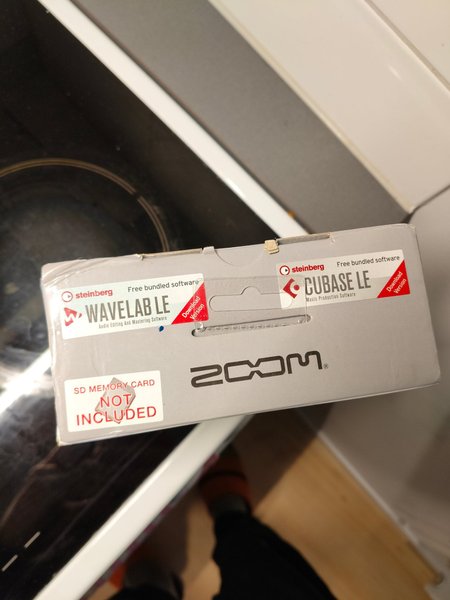 steinberg
Free bundled software
WAVELAB LE
Audio Editing And Mastering Software
Download
Version
steinberg
Free bundled software
CUBASE LE
Music Production Software
Download
Version
ZOOM®
SD MEMORY CARD
NOT
INCLUDED